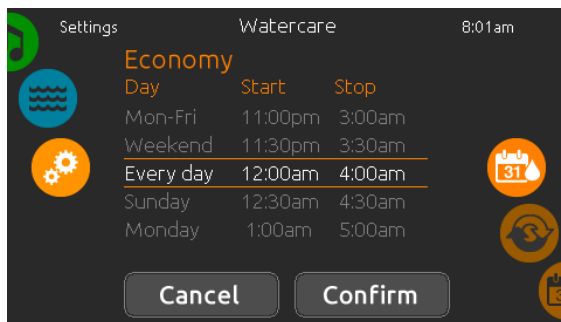 Settings Watercare 8:01am
Economy
Day Start Stop
Mon-Fri 11:00pm 3:00am
Weekend 11:30pm 3:30am
Every day 12:00am 4:00am
31
Sunday 12:30am 4:30am
Monday 1:00am 5:00am
Cancel Confirm